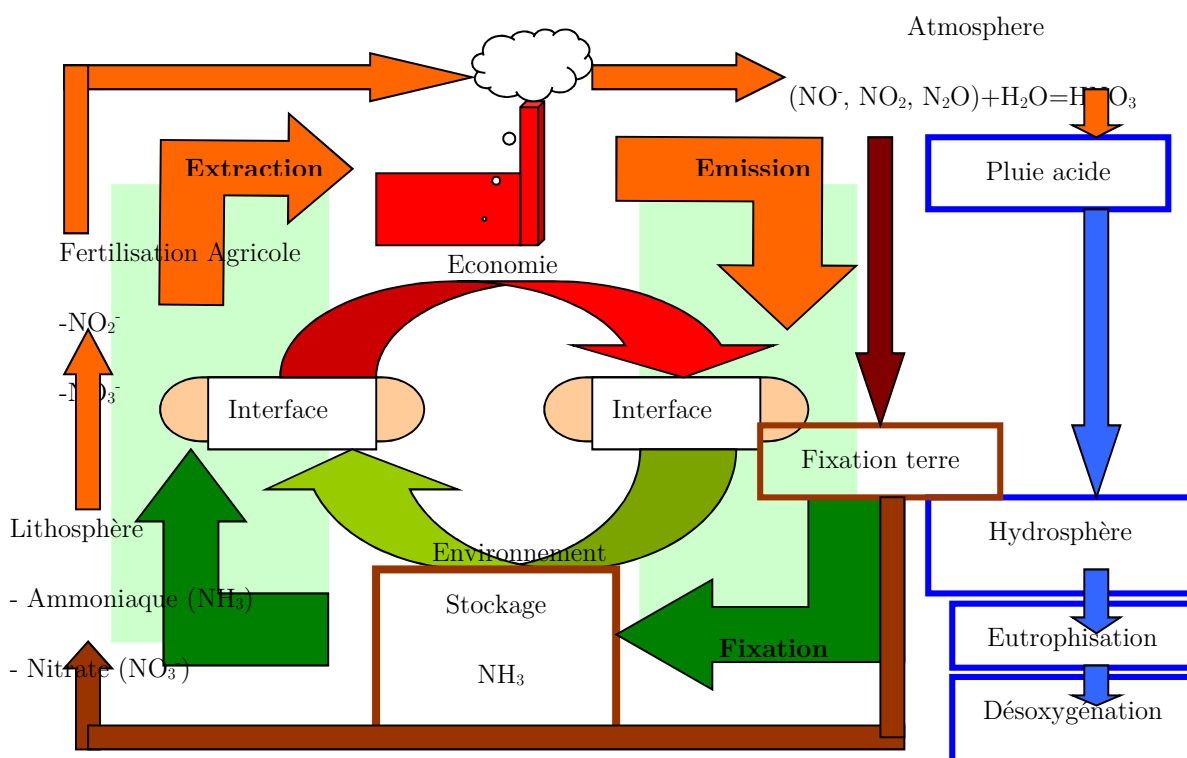 Atmosphere
(NO⁻, NO₂, N₂O)+H₂O=HNO₃
Extraction
Emission
Pluie acide
Fertilisation Agricole
Economie
-NO₂⁻
-NO₃⁻
Interface
Interface
Fixation terre
Lithosphère
Hydrosphère
Environnement
- Ammoniaque (NH₃)
Stockage
Eutrophisation
Fixation
- Nitrate (NO₃⁻)
NH₃
Désoxygénation